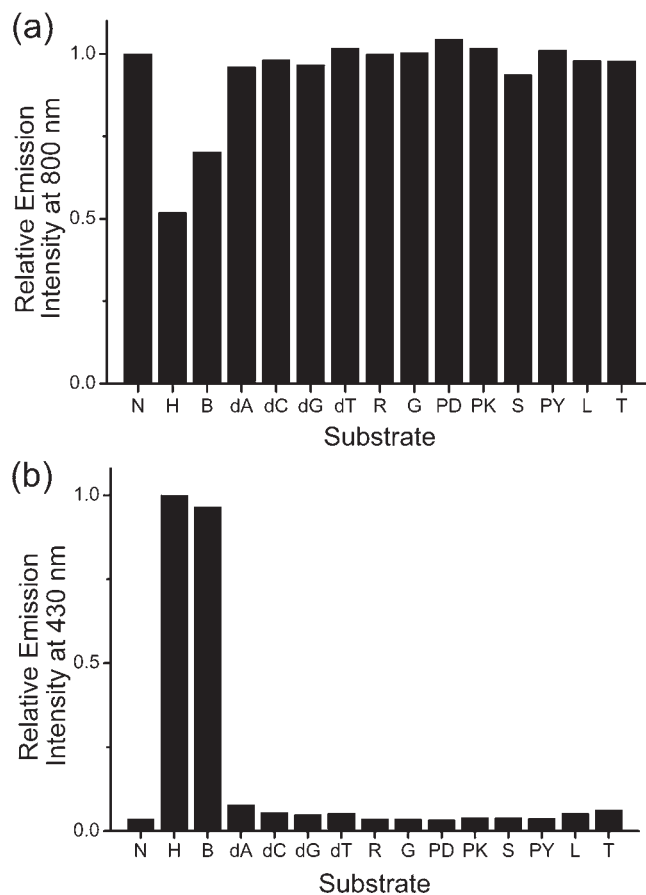 (a)
Relative Emission
Intensity at 800 nm
1.0
0.5
0.0
N H B dA dC dG dT R G PD PK S PY L T
Substrate
(b)
Relative Emission
Intensity at 430 nm
1.0
0.5
0.0
N H B dA dC dG dT R G PD PK S PY L T
Substrate